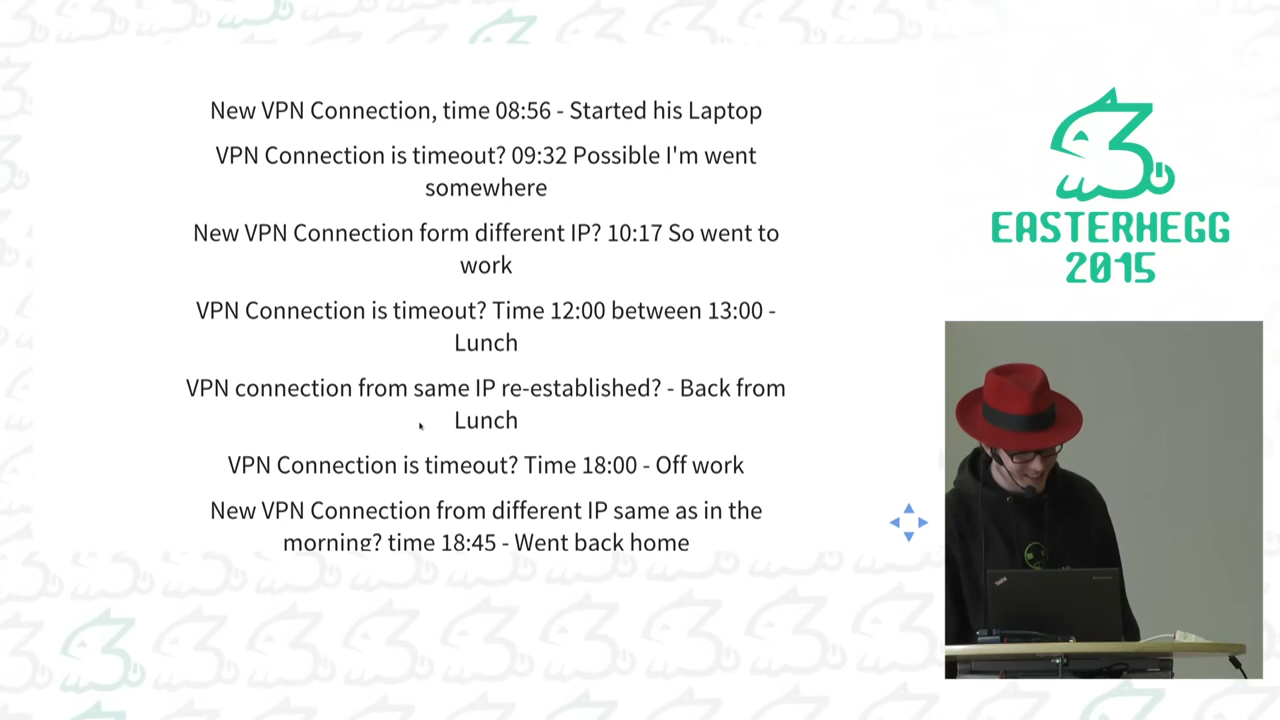 New VPN Connection, time 08:56 - Started his Laptop
VPN Connection is timeout? 09:32 Possible I'm went
somewhere
New VPN Connection form different IP? 10:17 So went to
work
VPN Connection is timeout? Time 12:00 between 13:00 -
Lunch
VPN connection from same IP re-established? - Back from
Lunch
VPN Connection is timeout? Time 18:00 - Off work
New VPN Connection from different IP same as in the
morning? time 18:45 - Went back home
EASTERHEGG
2015